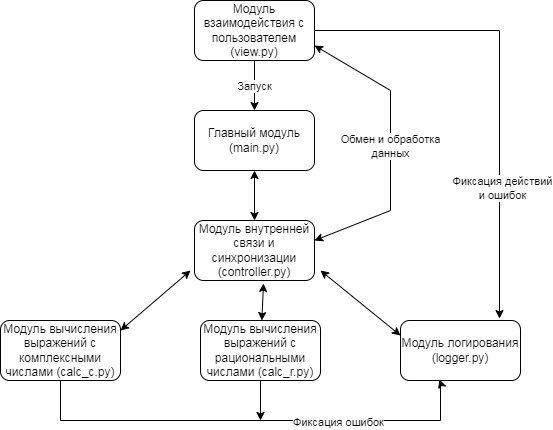 Модуль
взаимодействия с
пользователем
(view.py)
Запуск
Главный модуль
(main.py)
Обмен и обработка
данных
Фиксация действий
и ошибок
Модуль внутренней
связи и
синхронизации
(controller.py)
Модуль вычисления
выражений с
комплексными
числами (calc_c.py)
Модуль вычисления
выражений с
рациональными
числами (calc_r.py)
Модуль логирования
(logger.py)
Фиксация ошибок